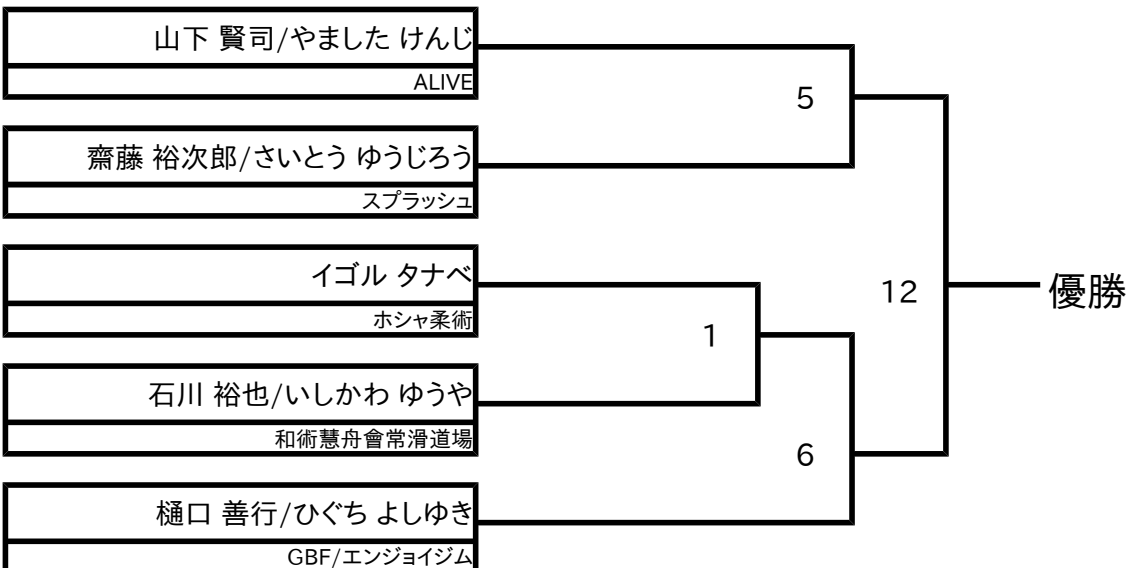 山下 賢司/やました けんじ
ALIVE
5
齋藤 裕次郎/さいとう ゆうじろう
スプラッシュ
イゴル タナベ
12
優勝
ホシャ柔術
1
石川 裕也/いしかわ ゆうや
和術慧舟會常滑道場
6
樋口 善行/ひぐち よしゆき
GBF/エンジョイジム